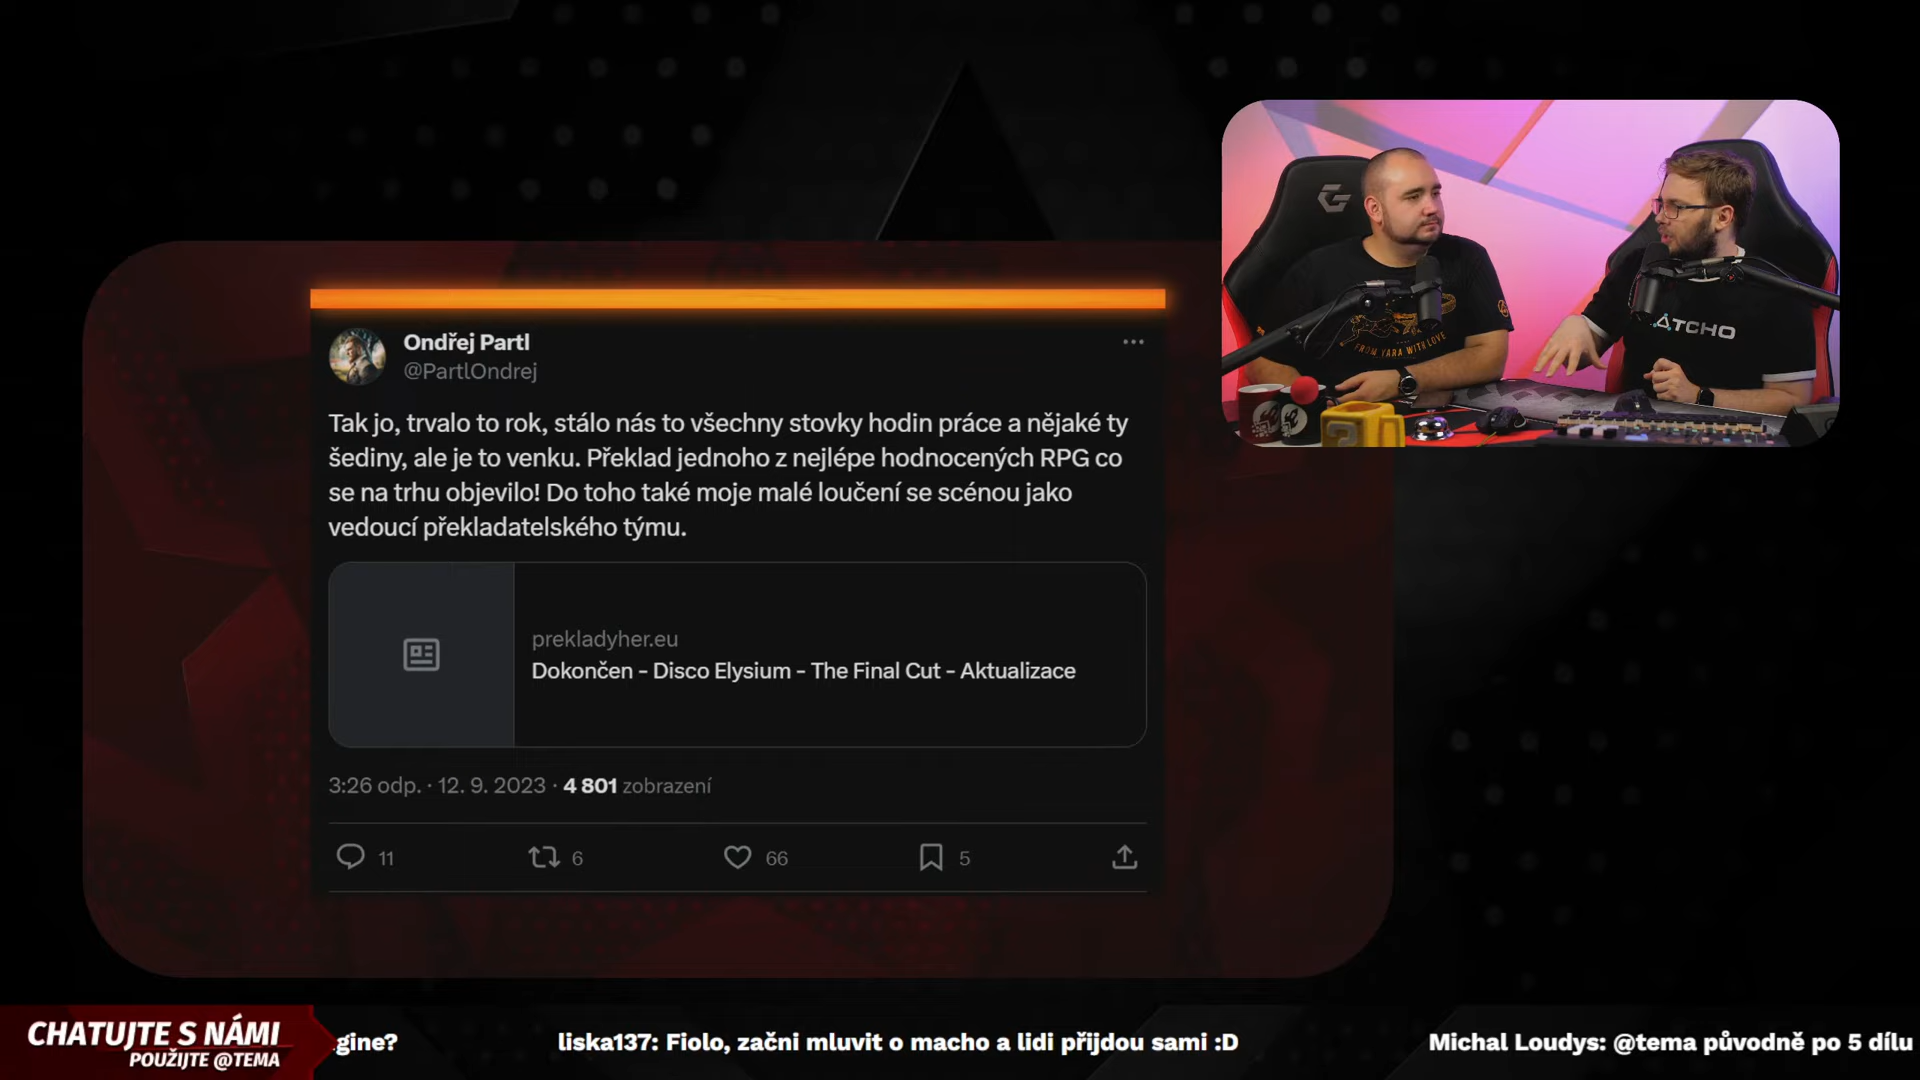 Ondřej Partl
@PartlOndrej
Tak jo, trvalo to rok, stálo nás to všechny stovky hodin práce a nějaké ty
šediny, ale je to venku. Překlad jednoho z nejlépe hodnocených RPG co
se na trhu objevilo! Do toho také moje malé loučení se scénou jako
vedoucí překladatelského týmu.
prekladyher.eu
Dokončen - Disco Elysium - The Final Cut - Aktualizace
3:26 odp. · 12. 9. 2023 · 4 801 zobrazení
11 6 66 5
FROM YARA WITH LOVE
ATCHO
CHATUJTE S NÁMI
POUŽIJTE @TEMA
gine? liska137: Fiolo, začni mluvit o macho a lidi přijdou sami :D Michal Loudys: @tema původně po 5 dílu